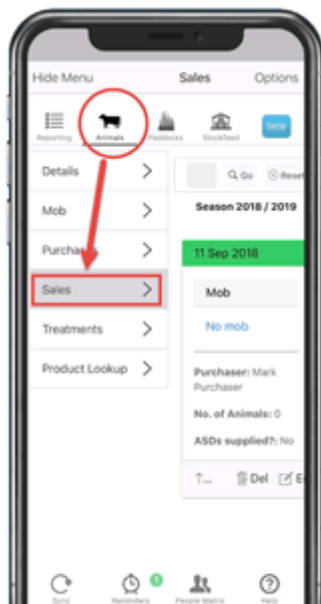 Hide Menu Sales Options
Reporting Animals Paddocks Stockfeed New
Details
Go Reset
Mob
Season 2018 / 2019
Purchases
11 Sep 2018
Sales
Mob
Treatments
No mob
Product Lookup
Purchaser: Mark
Purchaser
No. of Animals: 0
ASDs supplied?: No
↑... Del
1
Sync Reminders People Matrix Help